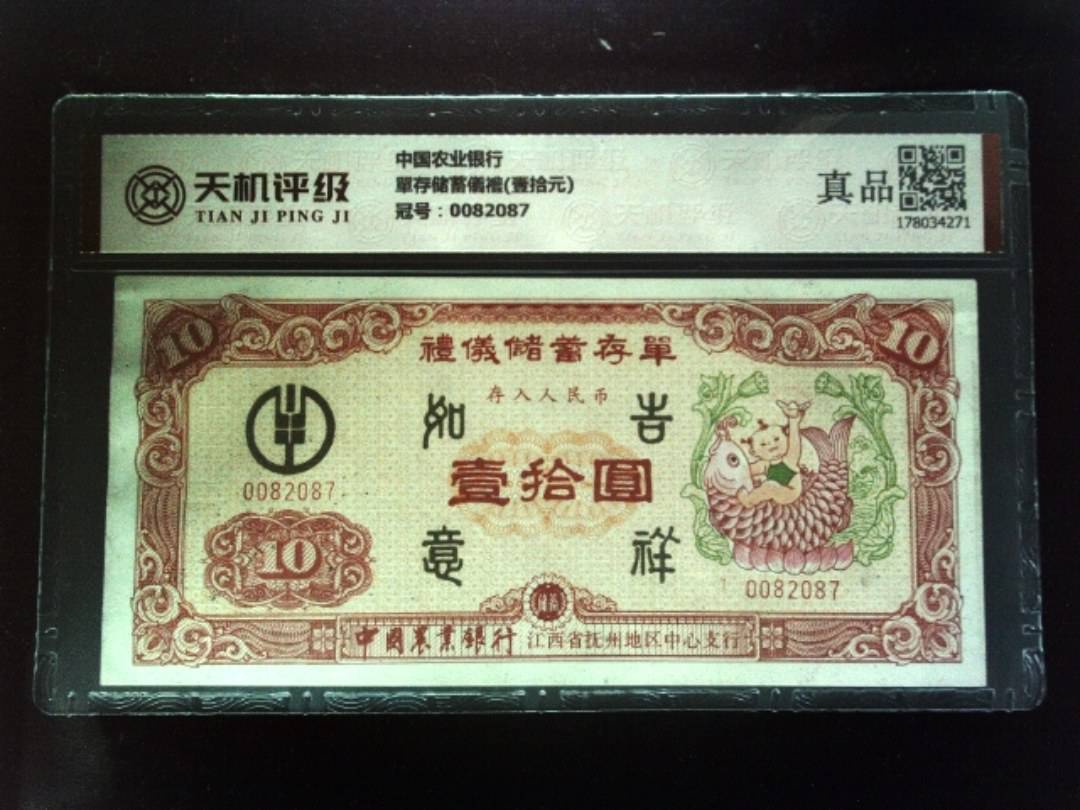 天机评级
TIAN JI PING JI
中国农业银行
單存储蓄儀禮(壹拾元)
冠号：0082087
真品
178034271
10
10
禮儀儲蓄存單
存入人民币
如
吉
壹拾圓
意
祥
0082087
10
0082087
中國農業銀行 江西省抚州地区中心支行